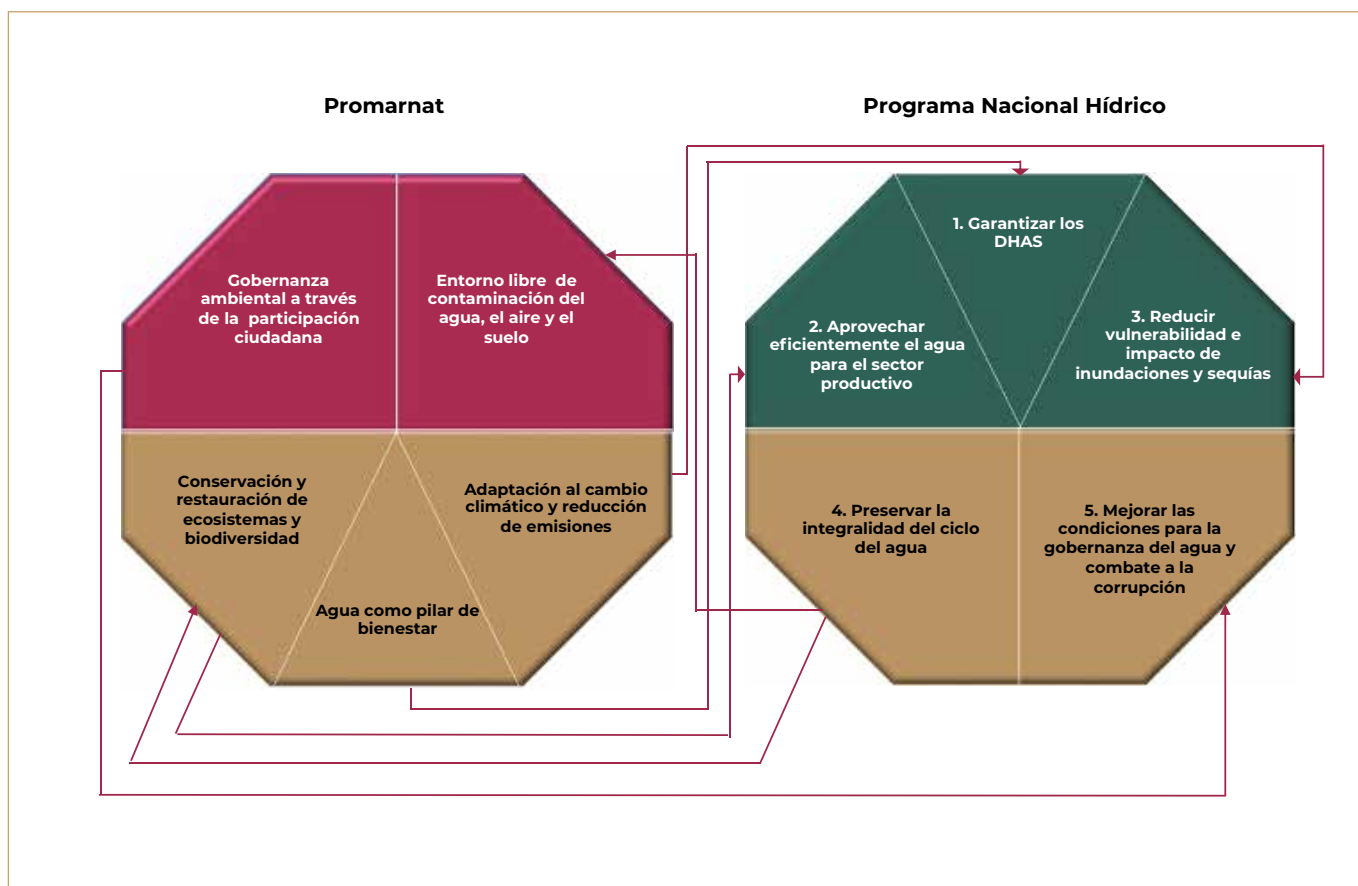 Promarnat
Programa Nacional Hídrico
Gobernanza
ambiental a través
de la participación
ciudadana
Entorno libre de
contaminación del
agua, el aire y el
suelo
Conservación y
restauración de
ecosistemas y
biodiversidad
Agua como pilar de
bienestar
Adaptación al cambio
climático y reducción
de emisiones
1. Garantizar los
DHAS
2. Aprovechar
eficientemente el agua
para el sector
productivo
3. Reducir
vulnerabilidad e
impacto de
inundaciones y sequías
4. Preservar la
integralidad del ciclo
del agua
5. Mejorar las
condiciones para la
gobernanza del agua y
combate a la
corrupción